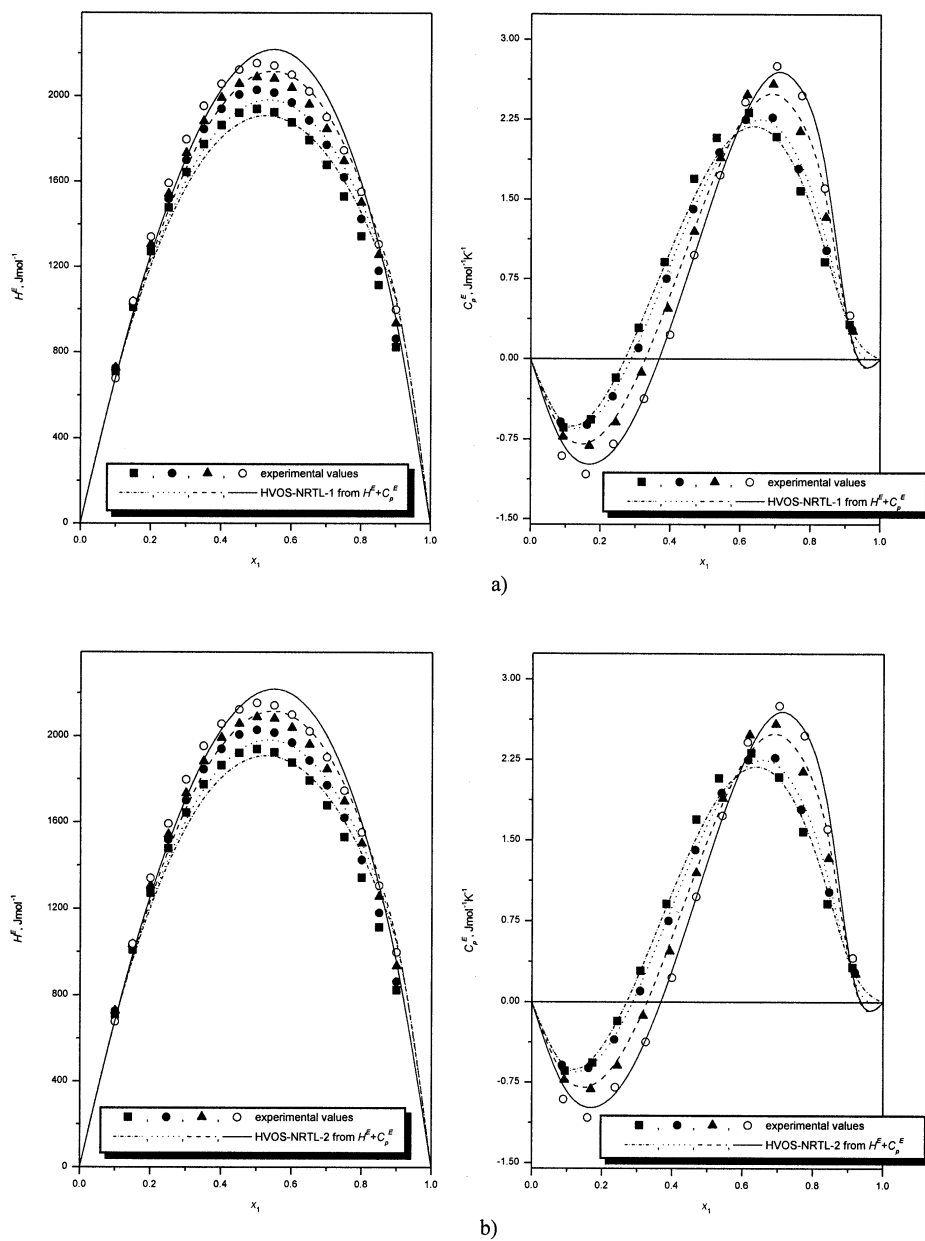 2000
1600
1200
800
400
0
H^E, Jmol⁻¹
experimental values
HVOS-NRTL-1 from H^E+C_p^E
0.0 0.2 0.4 0.6 0.8 1.0
x₁
3.00
2.25
1.50
0.75
0.00
-0.75
-1.50
C_p^E, Jmol⁻¹K⁻¹
experimental values
HVOS-NRTL-1 from H^E+C_p^E
0.0 0.2 0.4 0.6 0.8 1.0
x₁
a)
2000
1600
1200
800
400
0
H^E, Jmol⁻¹
experimental values
HVOS-NRTL-2 from H^E+C_p^E
0.0 0.2 0.4 0.6 0.8 1.0
x₁
3.00
2.25
1.50
0.75
0.00
-0.75
-1.50
C_p^E, Jmol⁻¹K⁻¹
experimental values
HVOS-NRTL-2 from H^E+C_p^E
0.0 0.2 0.4 0.6 0.8 1.0
x₁
b)